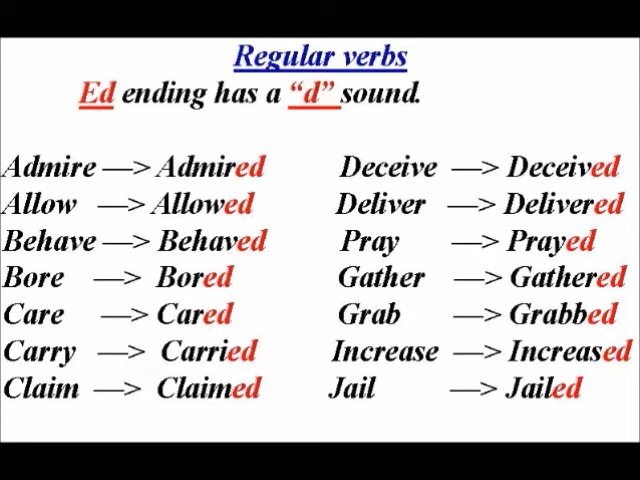 Regular verbs
Ed ending has a “d” sound.
Admire —> Admired Deceive —> Deceived
Allow —> Allowed Deliver —> Delivered
Behave —> Behaved Pray —> Prayed
Bore —> Bored Gather —> Gathered
Care —> Cared Grab —> Grabbed
Carry —> Carried Increase —> Increased
Claim —> Claimed Jail —> Jailed